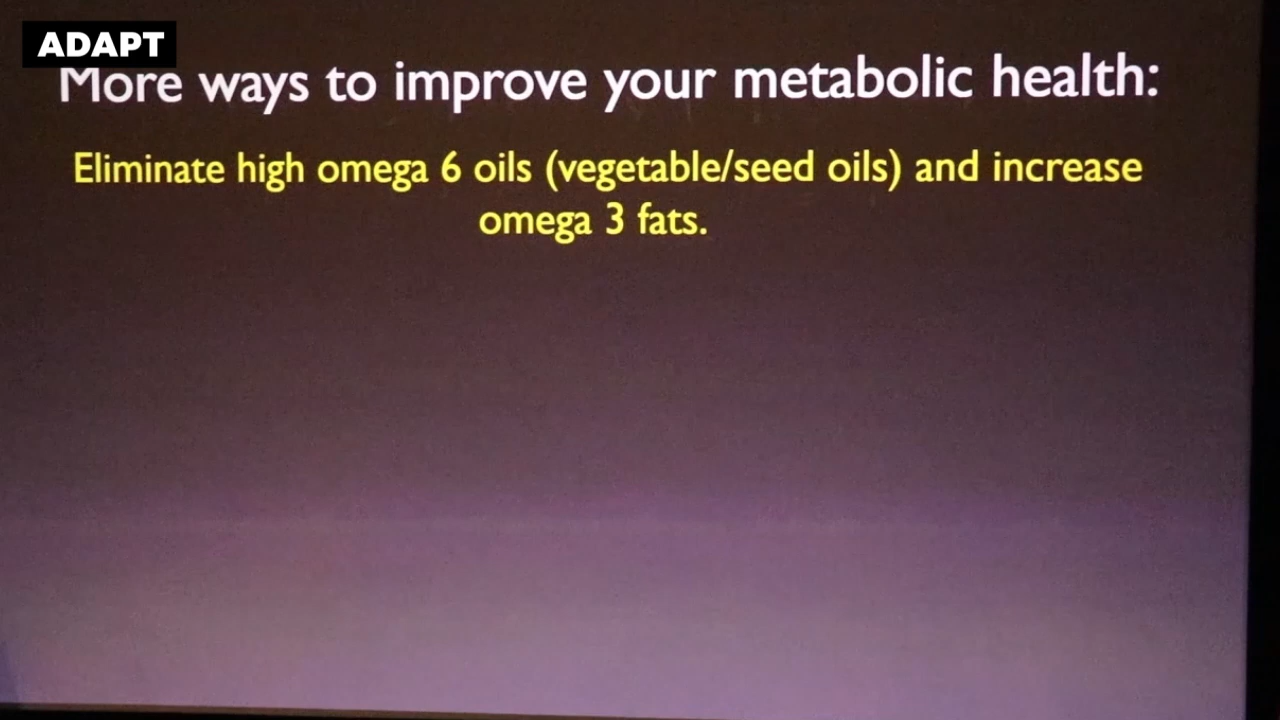 ADAPT
More ways to improve your metabolic health:
Eliminate high omega 6 oils (vegetable/seed oils) and increase
omega 3 fats.